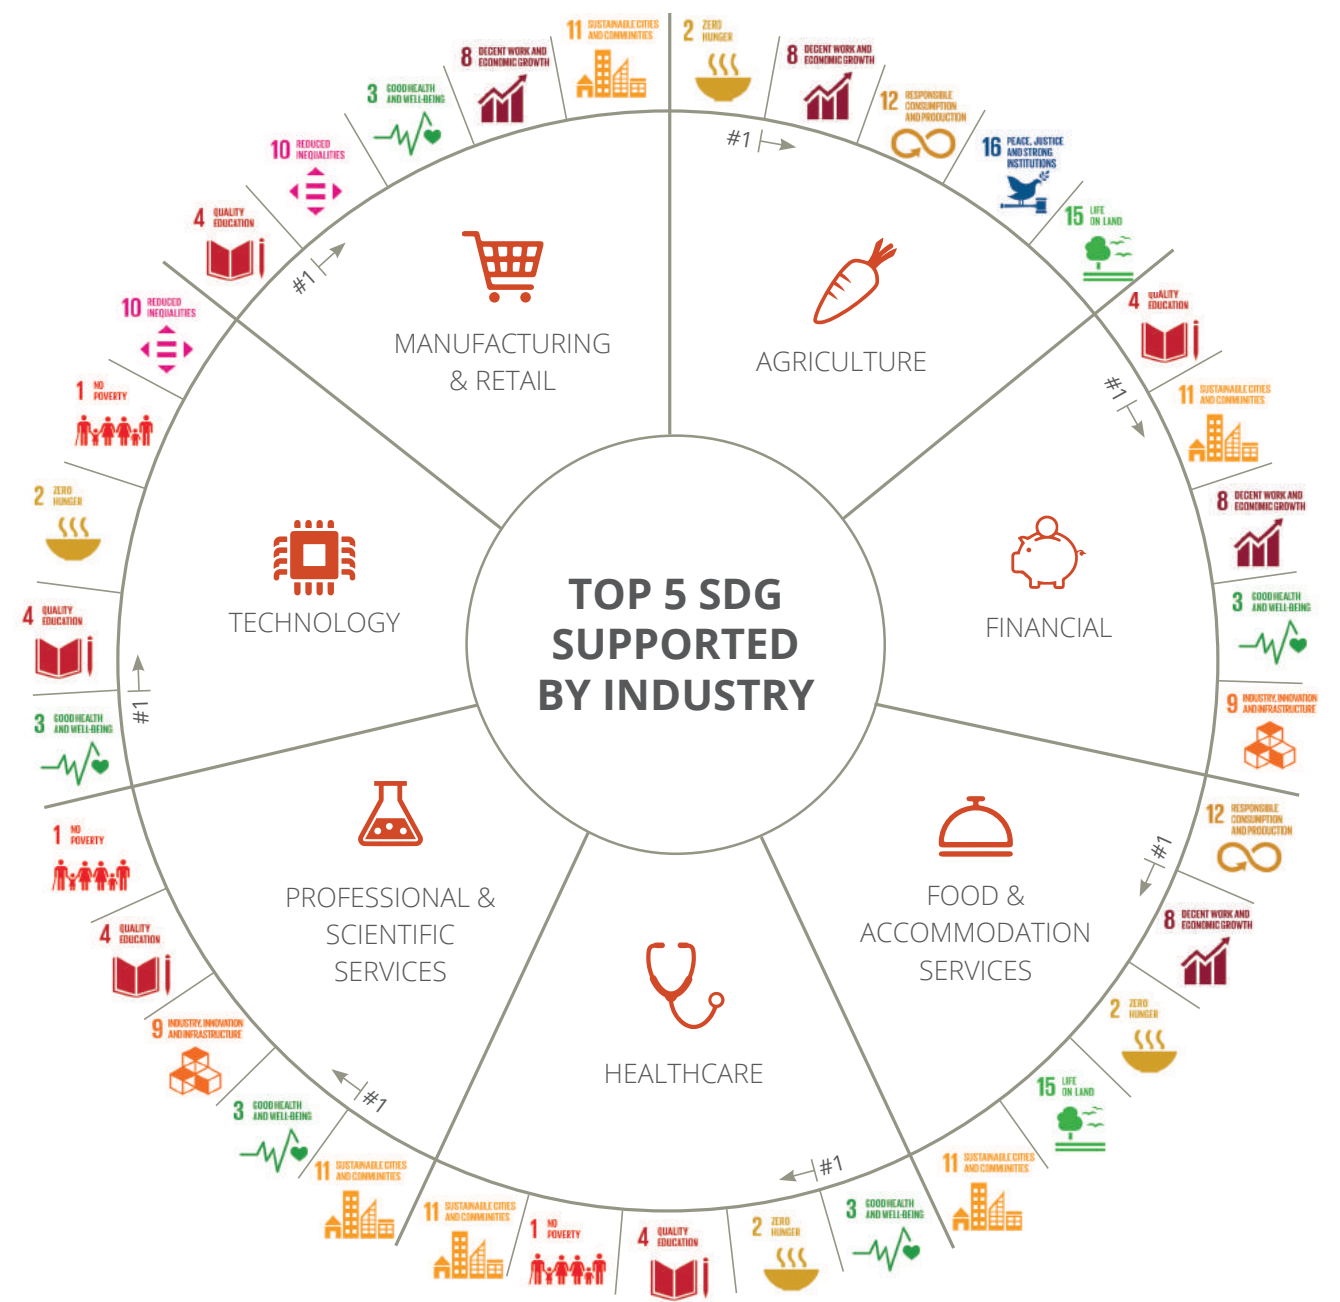 TOP 5 SDG
SUPPORTED
BY INDUSTRY
AGRICULTURE
#1
2 ZERO
HUNGER
8 DECENT WORK AND
ECONOMIC GROWTH
12 RESPONSIBLE
CONSUMPTION
AND PRODUCTION
16 PEACE, JUSTICE
AND STRONG
INSTITUTIONS
15 LIFE
ON LAND
FINANCIAL
#1
4 QUALITY
EDUCATION
11 SUSTAINABLE CITIES
AND COMMUNITIES
8 DECENT WORK AND
ECONOMIC GROWTH
3 GOOD HEALTH
AND WELL-BEING
9 INDUSTRY, INNOVATION
AND INFRASTRUCTURE
FOOD &
ACCOMMODATION
SERVICES
#1
12 RESPONSIBLE
CONSUMPTION
AND PRODUCTION
8 DECENT WORK AND
ECONOMIC GROWTH
2 ZERO
HUNGER
15 LIFE
ON LAND
11 SUSTAINABLE CITIES
AND COMMUNITIES
HEALTHCARE
#1
3 GOOD HEALTH
AND WELL-BEING
2 ZERO
HUNGER
4 QUALITY
EDUCATION
1 NO
POVERTY
11 SUSTAINABLE CITIES
AND COMMUNITIES
PROFESSIONAL &
SCIENTIFIC
SERVICES
#1
11 SUSTAINABLE CITIES
AND COMMUNITIES
3 GOOD HEALTH
AND WELL-BEING
9 INDUSTRY, INNOVATION
AND INFRASTRUCTURE
4 QUALITY
EDUCATION
1 NO
POVERTY
TECHNOLOGY
#1
3 GOOD HEALTH
AND WELL-BEING
4 QUALITY
EDUCATION
2 ZERO
HUNGER
1 NO
POVERTY
10 REDUCED
INEQUALITIES
MANUFACTURING
& RETAIL
#1
4 QUALITY
EDUCATION
10 REDUCED
INEQUALITIES
3 GOOD HEALTH
AND WELL-BEING
8 DECENT WORK AND
ECONOMIC GROWTH
11 SUSTAINABLE CITIES
AND COMMUNITIES